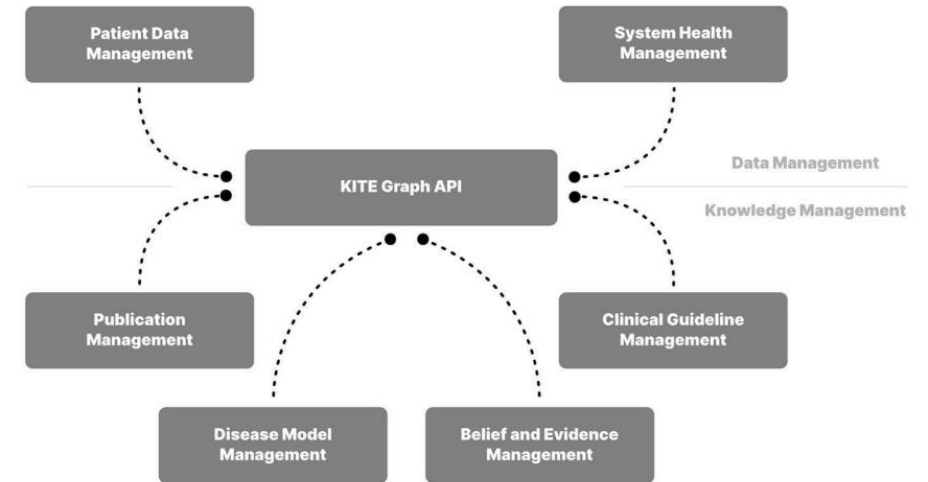 Patient Data
Management
System Health
Management
Data Management
KITE Graph API
Knowledge Management
Publication
Management
Clinical Guideline
Management
Disease Model
Management
Belief and Evidence
Management